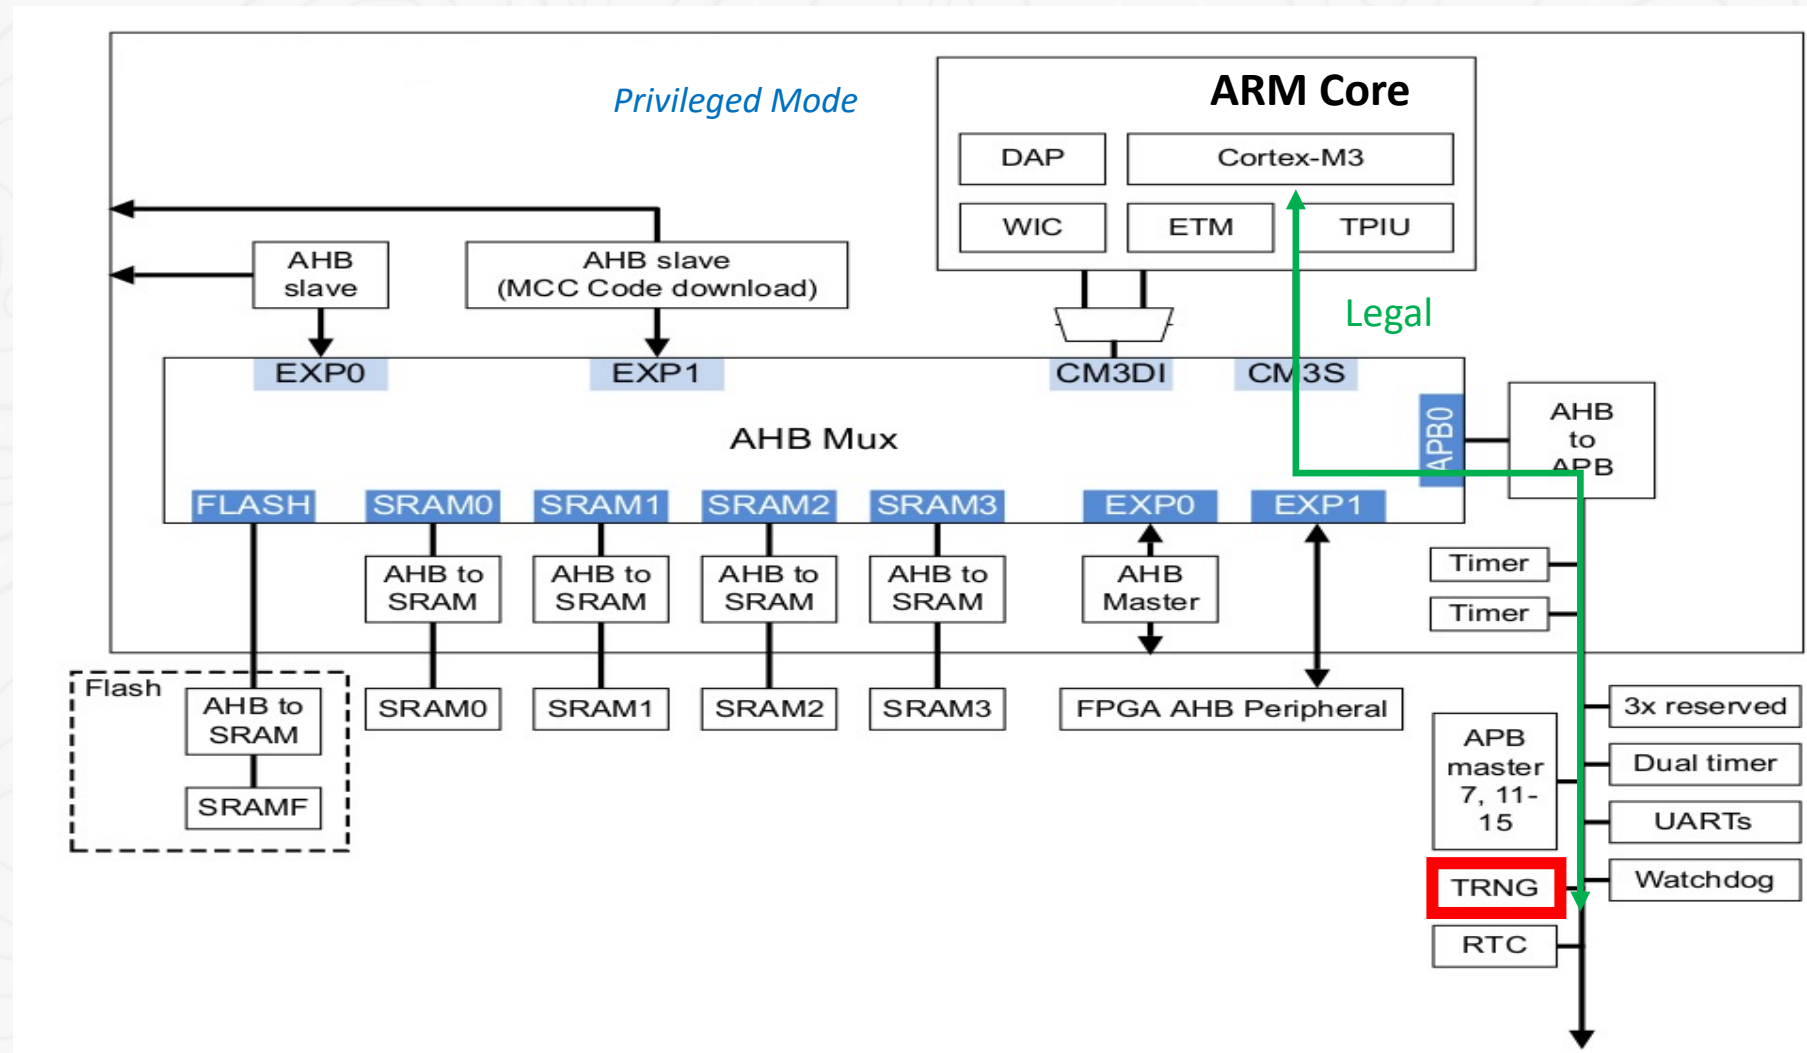 Privileged Mode
ARM Core
DAP
Cortex-M3
WIC
ETM
TPIU
AHB
slave
AHB slave
(MCC Code download)
Legal
EXP0
EXP1
CM3DI
CM3S
AHB Mux
APB0
AHB
to
APB
FLASH
SRAM0
SRAM1
SRAM2
SRAM3
EXP0
EXP1
AHB to
SRAM
AHB to
SRAM
AHB to
SRAM
AHB to
SRAM
AHB
Master
Timer
Timer
Flash
AHB to
SRAM
SRAMF
SRAM0
SRAM1
SRAM2
SRAM3
FPGA AHB Peripheral
APB
master
7, 11-
15
3x reserved
Dual timer
UARTs
Watchdog
TRNG
RTC